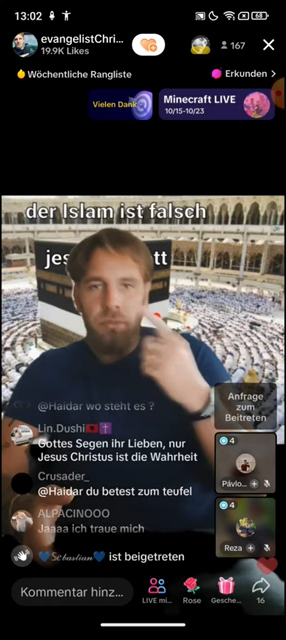 13:02
68
evangelistChri...
19.9K Likes
167
Wöchentliche Rangliste
Erkunden >
Vielen Dank
Minecraft LIVE
10/15-10/23
der Islam ist falsch
@Haidar wo steht es ?
Anfrage
zum
Beitreten
Lin.Dushi
Gottes Segen ihr Lieben, nur
Jesus Christus ist die Wahrheit
4
Pávlo...
Crusader_
@Haidar du betest zum teufel
4
ALPACINOOO
Jaaaa ich traue mich
Reza
Sebastian ist beigetreten
Kommentar hinz...
LIVE mi...
Rose
Gesche...
16